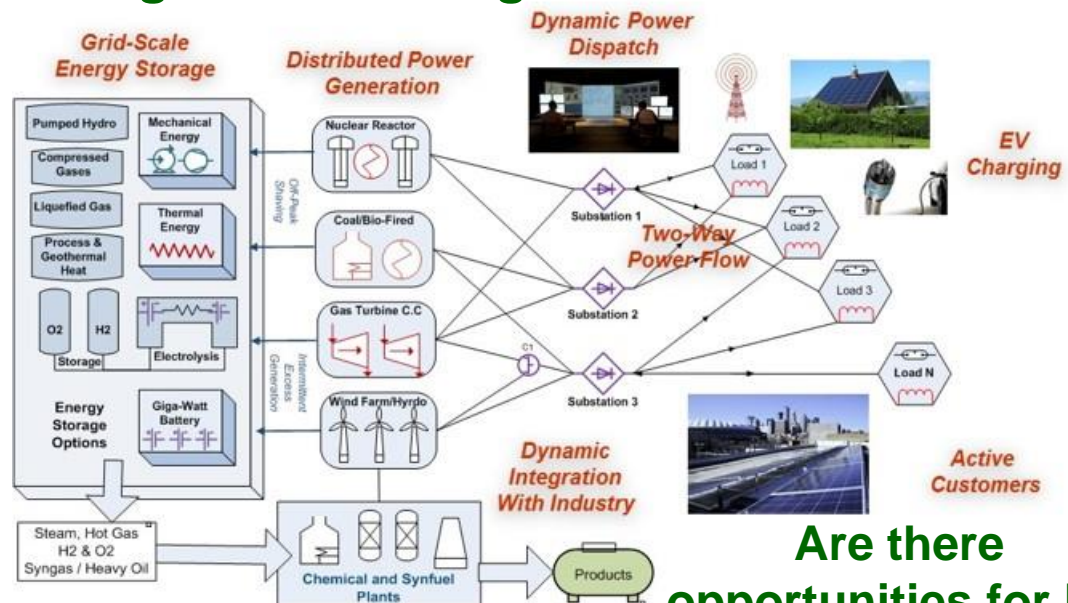 Grid-Scale
Energy Storage
Distributed Power
Generation
Dynamic Power
Dispatch
EV
Charging
Pumped Hydro
Compressed
Gases
Liquefied Gas
Process &
Geothermal
Heat
O2
H2
Storage
Energy
Storage
Options
Mechanical
Energy
Thermal
Energy
Electrolysis
Giga-Watt
Battery
Off-Peak
Shaving
Intermittent
Excess
Generation
Nuclear Reactor
Coal/Bio-Fired
Gas Turbine C.C
Wind Farm/Hyrdo
C1
Substation 1
Substation 2
Substation 3
Two-Way
Power Flow
Load 1
Load 2
Load 3
Load N
Dynamic
Integration
With Industry
Active
Customers
Steam, Hot Gas
H2 & O2
Syngas / Heavy Oil
Chemical and Synfuel
Plants
Products
Are there
opportunities for